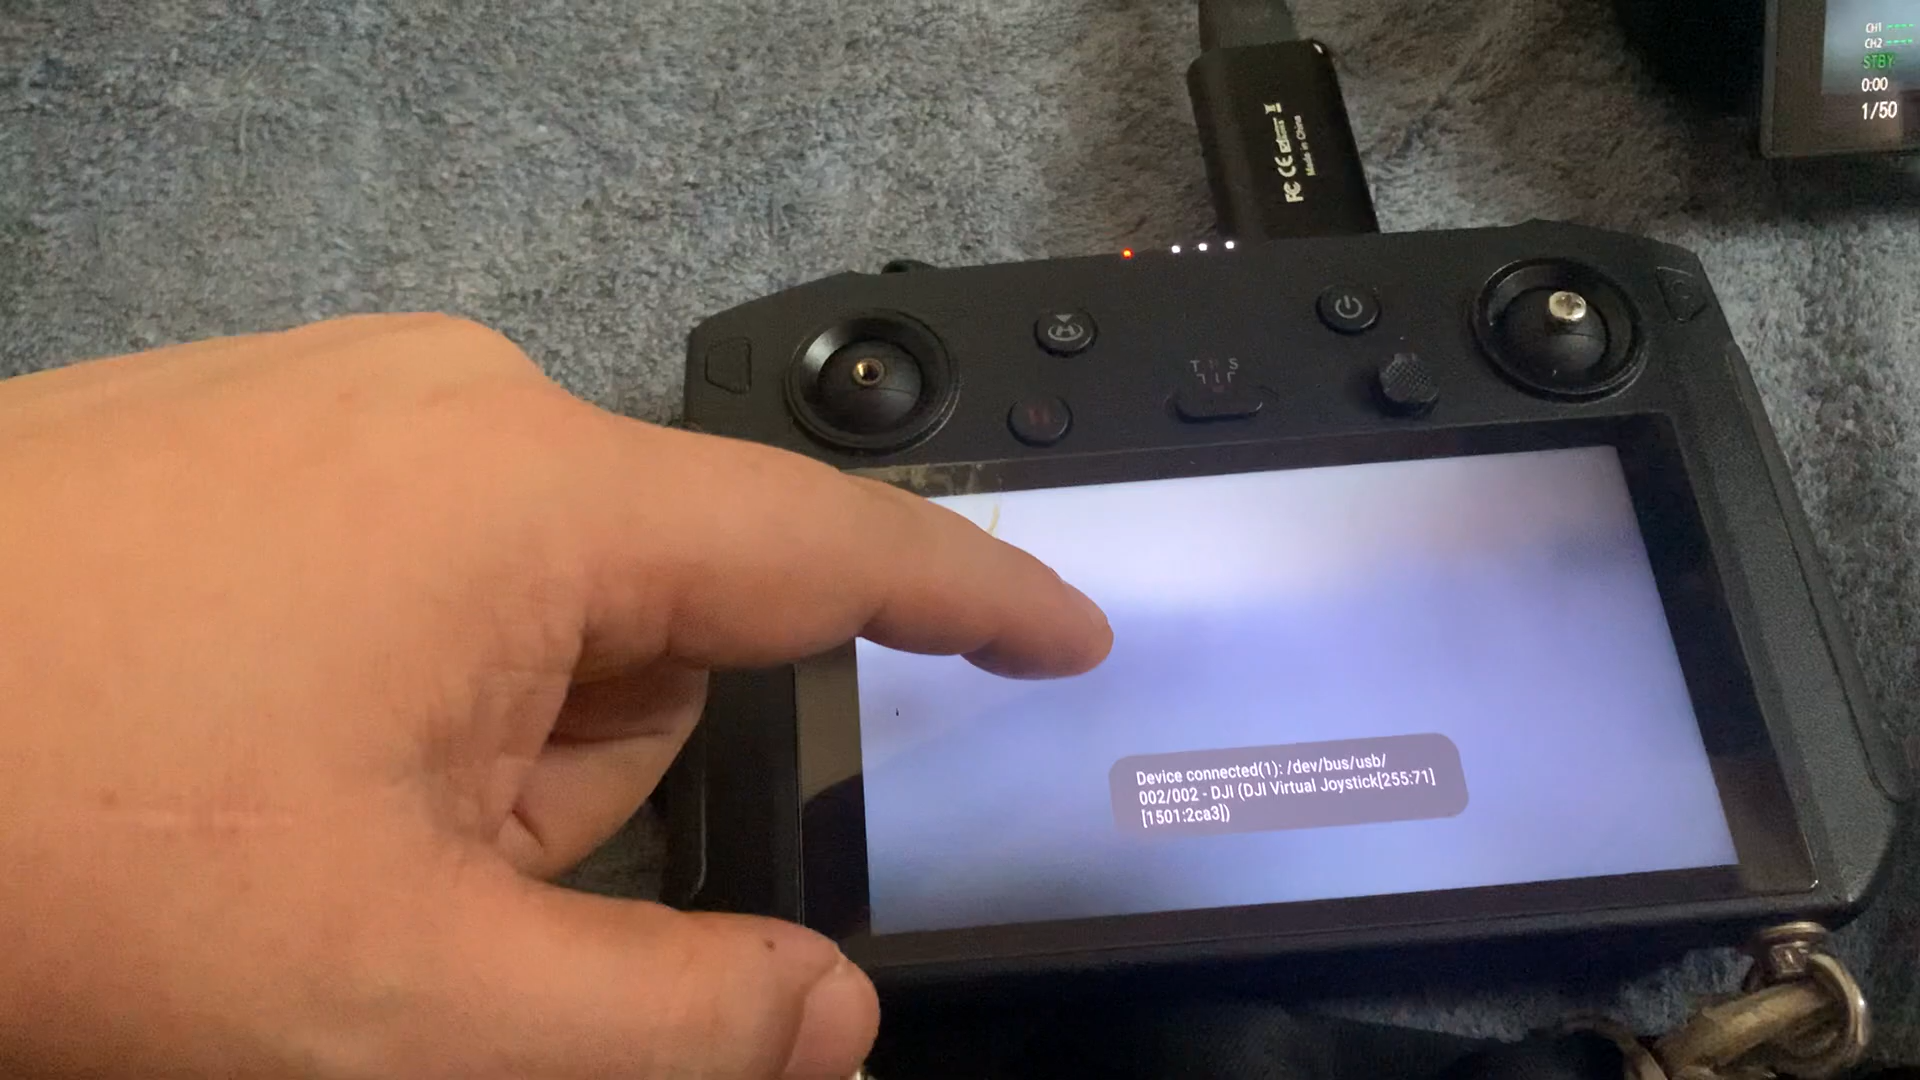 CH1
CH2
STBY
0:00
1/50
FC CE
Made in China
T P S
Device connected(1): /dev/bus/usb/
002/002 - DJI (DJI Virtual Joystick[255:71]
[1501:2ca3])